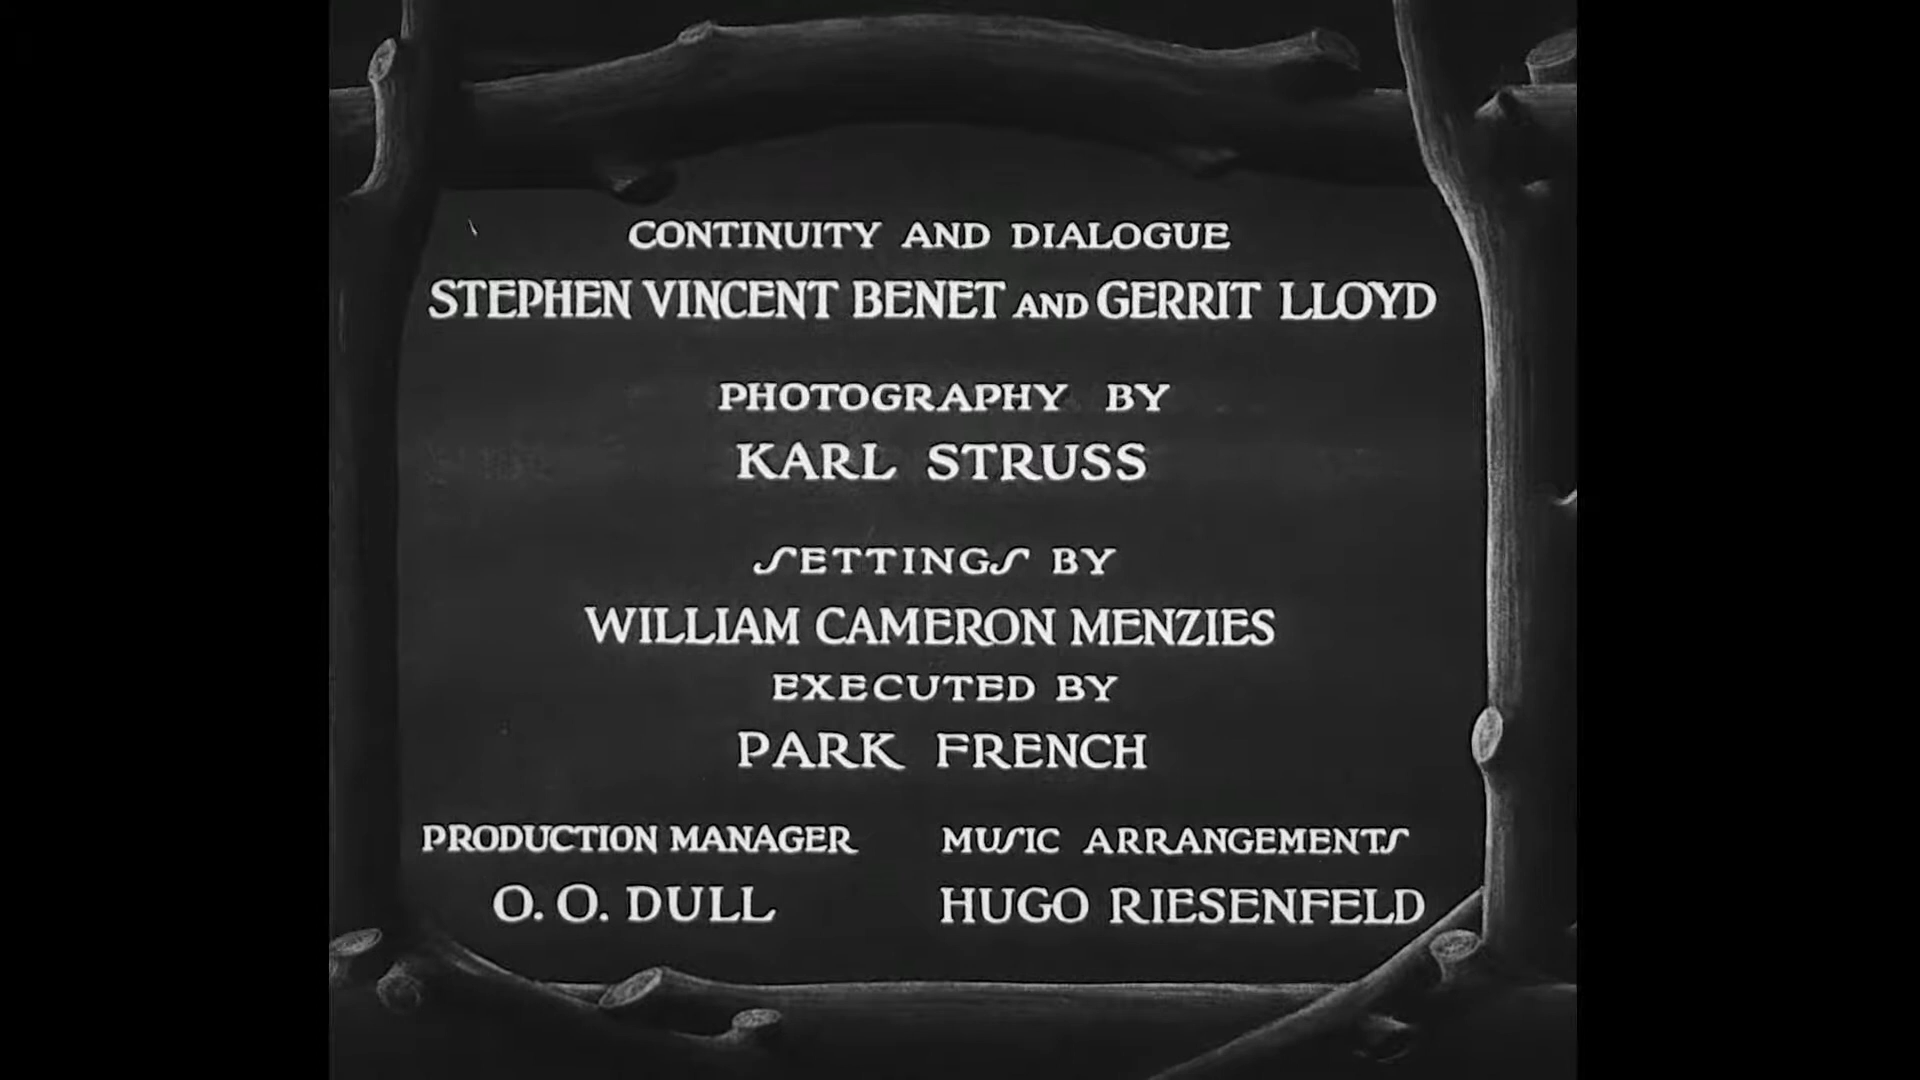 CONTINUITY AND DIALOGUE
STEPHEN VINCENT BENET AND GERRIT LLOYD
PHOTOGRAPHY BY
KARL STRUSS
SETTINGS BY
WILLIAM CAMERON MENZIES
EXECUTED BY
PARK FRENCH
PRODUCTION MANAGER
O. O. DULL
MUSIC ARRANGEMENTS
HUGO RIESENFELD